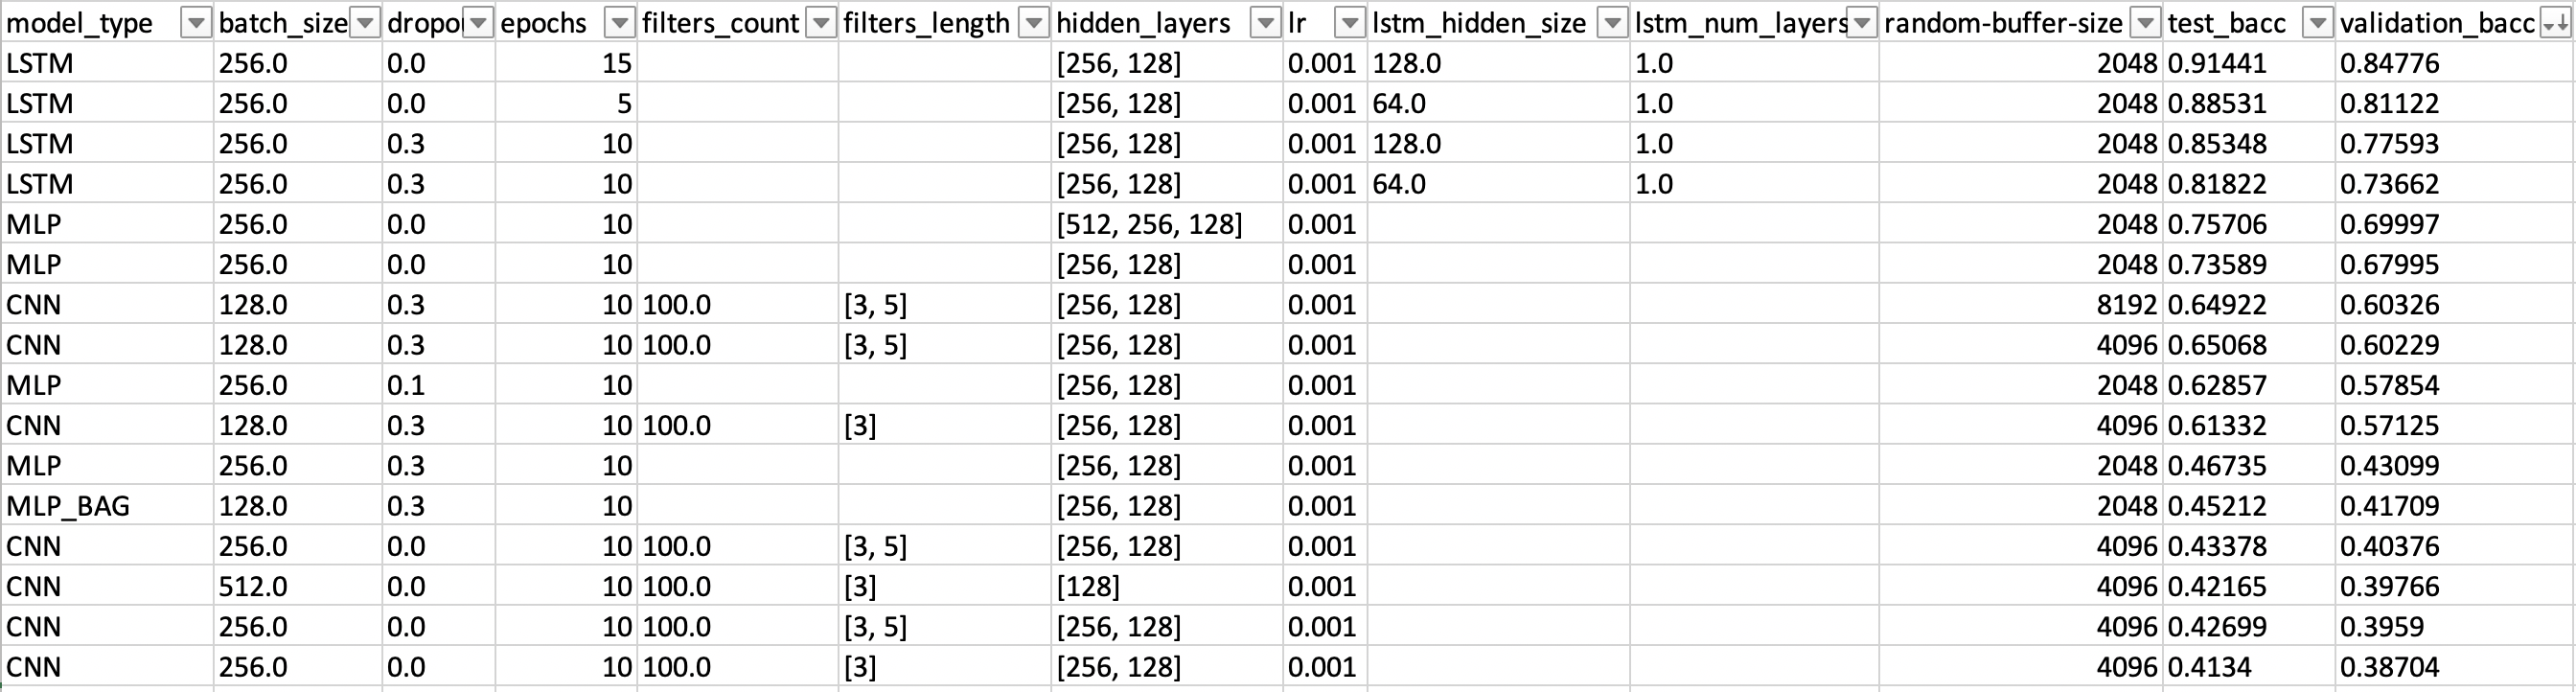 model_type batch_size dropo epochs filters_count filters_length hidden_layers lr lstm_hidden_size lstm_num_layers random-buffer-size test_bacc validation_bacc
LSTM 256.0 0.0 15 [256, 128] 0.001 128.0 1.0 2048 0.91441 0.84776
LSTM 256.0 0.0 5 [256, 128] 0.001 64.0 1.0 2048 0.88531 0.81122
LSTM 256.0 0.3 10 [256, 128] 0.001 128.0 1.0 2048 0.85348 0.77593
LSTM 256.0 0.3 10 [256, 128] 0.001 64.0 1.0 2048 0.81822 0.73662
MLP 256.0 0.0 10 [512, 256, 128] 0.001 2048 0.75706 0.69997
MLP 256.0 0.0 10 [256, 128] 0.001 2048 0.73589 0.67995
CNN 128.0 0.3 10 100.0 [3, 5] [256, 128] 0.001 8192 0.64922 0.60326
CNN 128.0 0.3 10 100.0 [3, 5] [256, 128] 0.001 4096 0.65068 0.60229
MLP 256.0 0.1 10 [256, 128] 0.001 2048 0.62857 0.57854
CNN 128.0 0.3 10 100.0 [3] [256, 128] 0.001 4096 0.61332 0.57125
MLP 256.0 0.3 10 [256, 128] 0.001 2048 0.46735 0.43099
MLP_BAG 128.0 0.3 10 [256, 128] 0.001 2048 0.45212 0.41709
CNN 256.0 0.0 10 100.0 [3, 5] [256, 128] 0.001 4096 0.43378 0.40376
CNN 512.0 0.0 10 100.0 [3] [128] 0.001 4096 0.42165 0.39766
CNN 256.0 0.0 10 100.0 [3, 5] [256, 128] 0.001 4096 0.42699 0.3959
CNN 256.0 0.0 10 100.0 [3] [256, 128] 0.001 4096 0.4134 0.38704